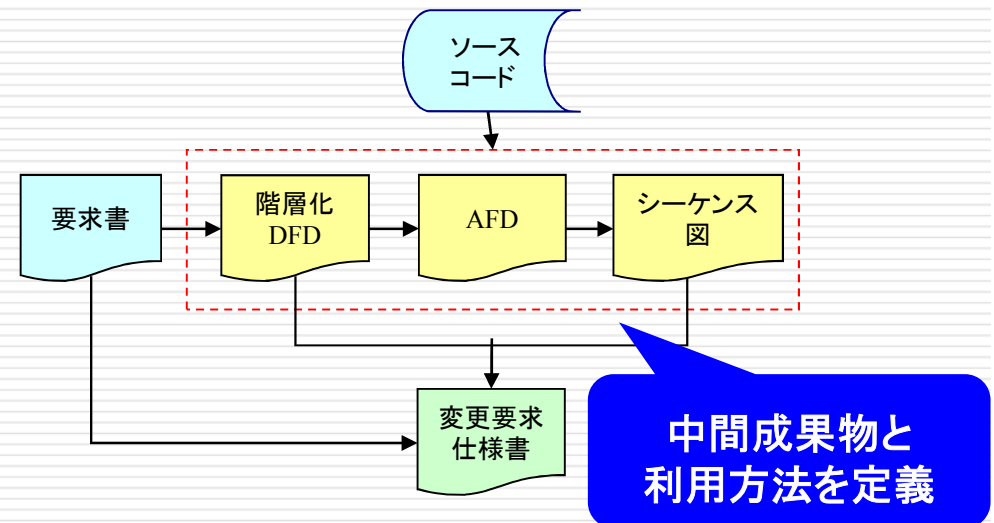 ソース
コード
要求書
階層化
DFD
AFD
シーケンス
図
変更要求
仕様書
中間成果物と
利用方法を定義